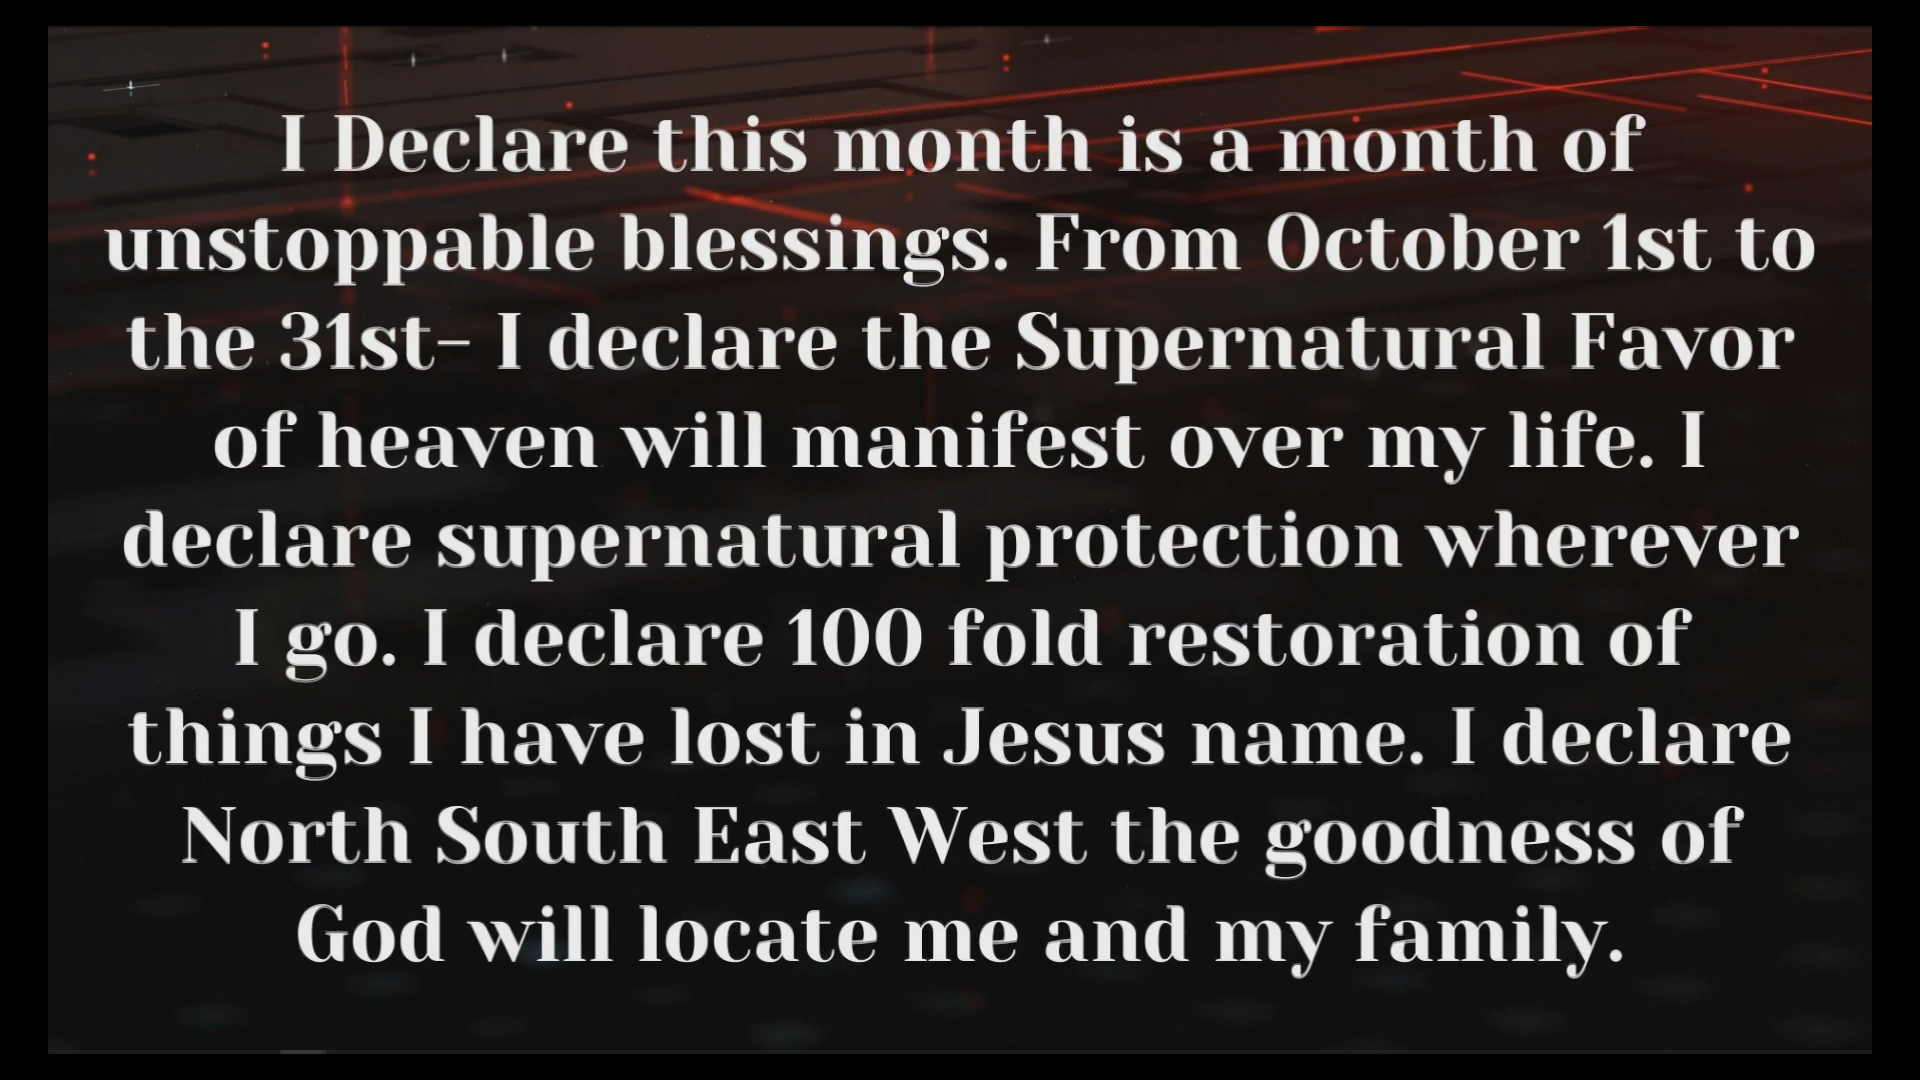 I Declare this month is a month of
unstoppable blessings. From October 1st to
the 31st- I declare the Supernatural Favor
of heaven will manifest over my life. I
declare supernatural protection wherever
I go. I declare 100 fold restoration of
things I have lost in Jesus name. I declare
North South East West the goodness of
God will locate me and my family.